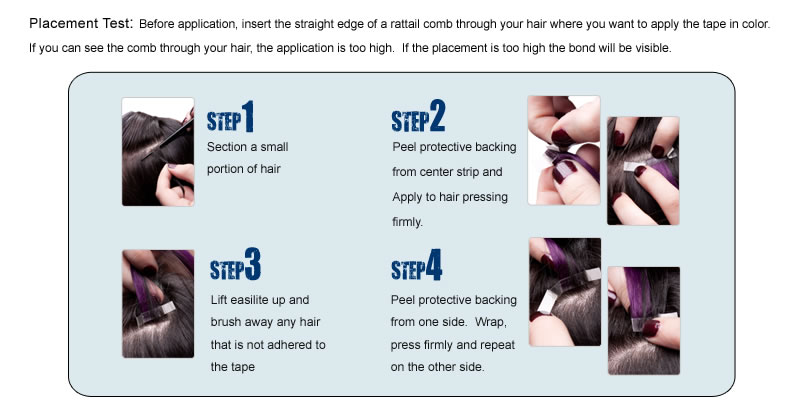 Placement Test: Before application, insert the straight edge of a rattail comb through your hair where you want to apply the tape in color.
If you can see the comb through your hair, the application is too high. If the placement is too high the bond will be visible.
STEP1
Section a small
portion of hair
STEP2
Peel protective backing
from center strip and
Apply to hair pressing
firmly.
STEP3
Lift easilite up and
brush away any hair
that is not adhered to
the tape
STEP4
Peel protective backing
from one side. Wrap,
press firmly and repeat
on the other side.